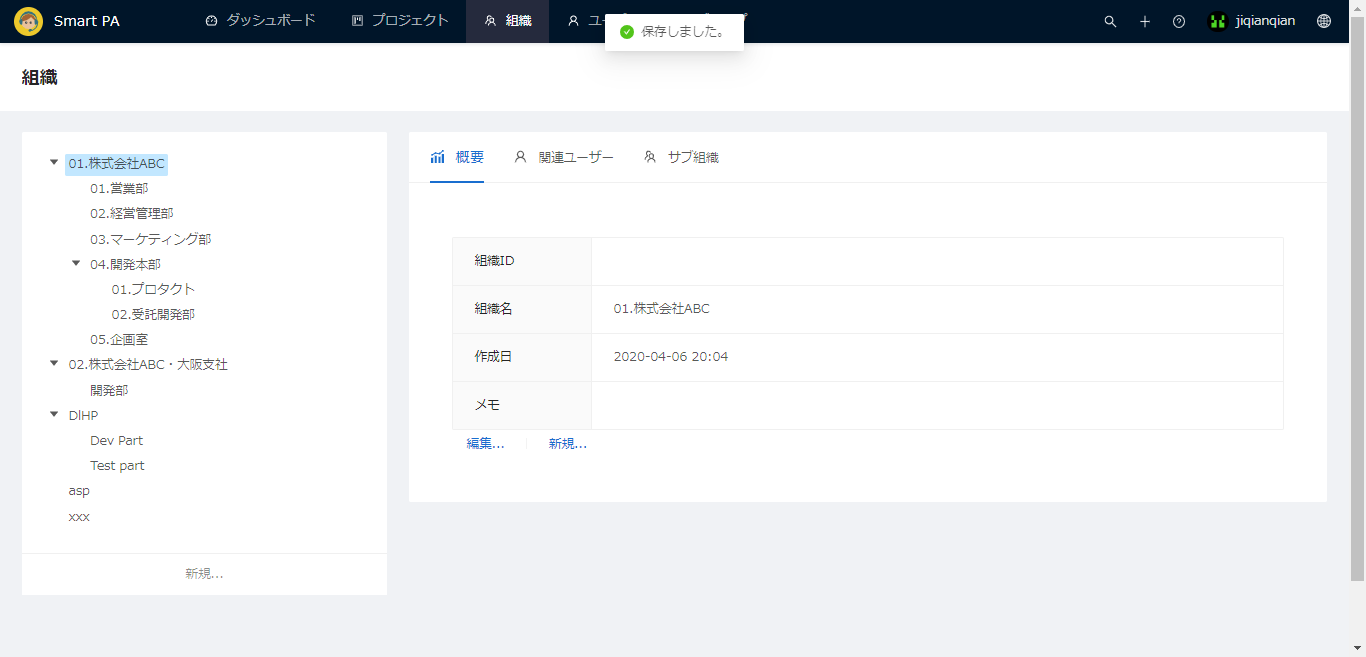 Smart PA
ダッシュボード
プロジェクト
組織
保存しました。
jiqianqian
組織
01.株式会社ABC
01.営業部
02.経営管理部
03.マーケティング部
04.開発本部
01.プロタクト
02.受託開発部
05.企画室
02.株式会社ABC・大阪支社
開発部
DlHP
Dev Part
Test part
asp
xxx
新規...
概要
関連ユーザー
サブ組織
組織ID
組織名
01.株式会社ABC
作成日
2020-04-06 20:04
メモ
編集...
新規...